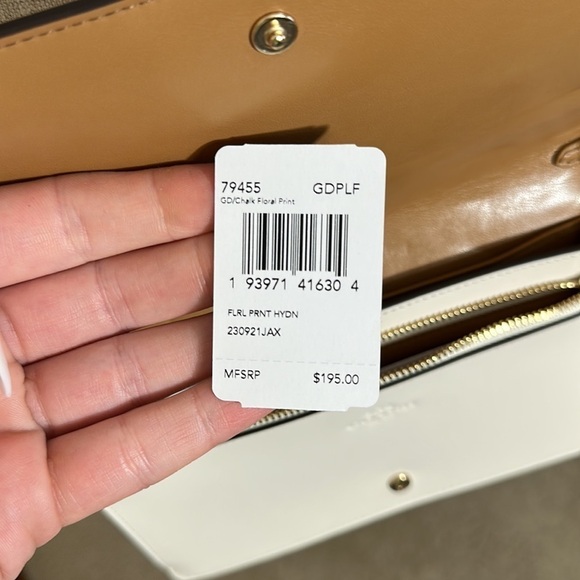 79455 GDPLF
GD/Chalk Floral Print
1 93971 41630 4
FLRL PRNT HYDN
230921JAX
MFSRP $195.00